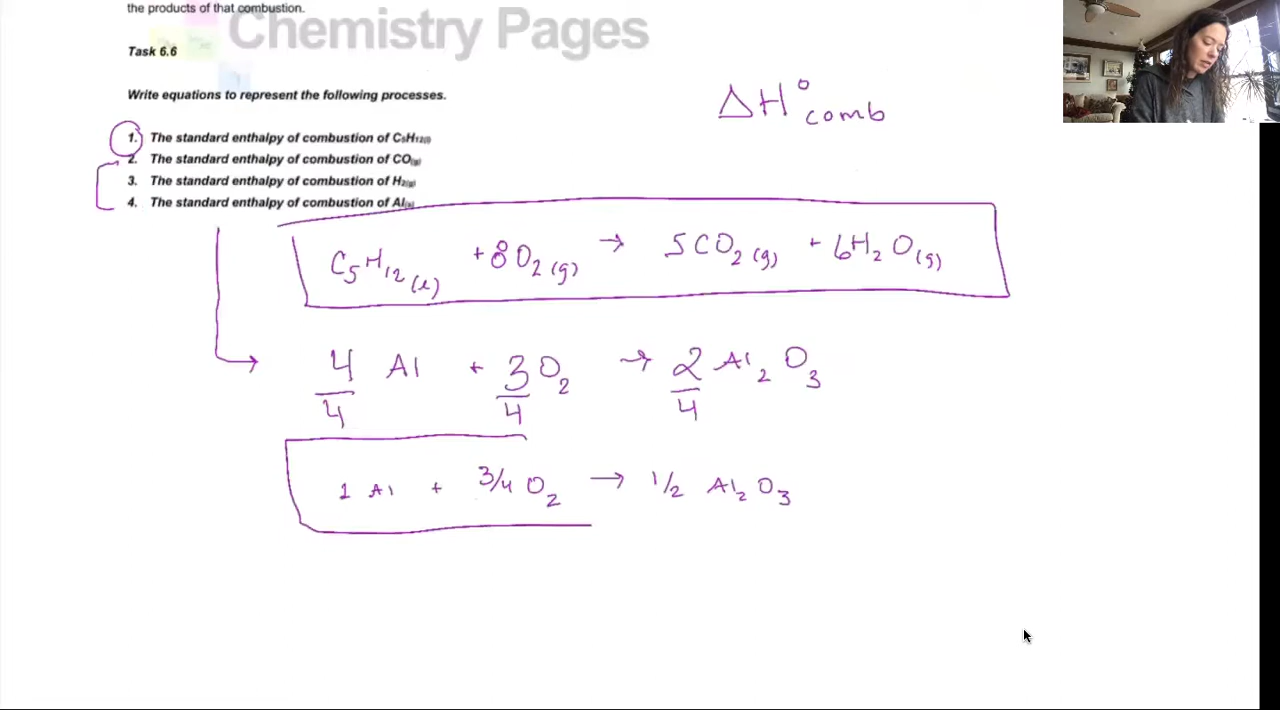 the products of that combustion.
Chemistry Pages
Task 6.6
Write equations to represent the following processes.
ΔH°comb
1. The standard enthalpy of combustion of C₅H₁₂₍ₗ₎
2. The standard enthalpy of combustion of CO(g)
3. The standard enthalpy of combustion of H₂(g)
4. The standard enthalpy of combustion of Al(s)
C₅H₁₂(l) + 8O₂(g) → 5CO₂(g) + 6H₂O(g)
4/4 Al + 3/4 O₂ → 2/4 Al₂O₃
1 Al + 3/4 O₂ → 1/2 Al₂O₃